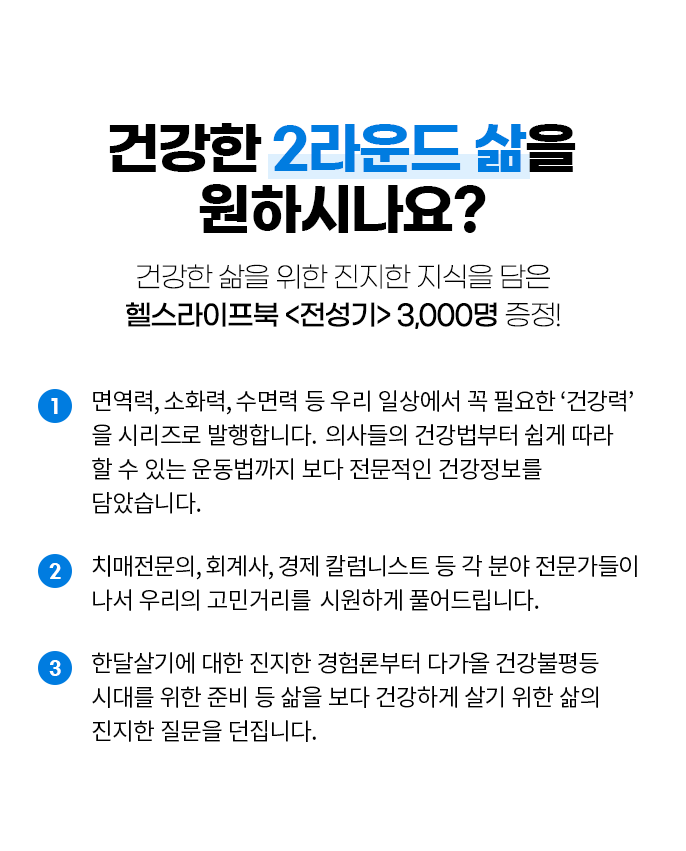 건강한 2라운드 삶을
원하시나요?
건강한 삶을 위한 진지한 지식을 담은
헬스라이프북 <전성기> 3,000명 증정!
1 면역력, 소화력, 수면력 등 우리 일상에서 꼭 필요한 ‘건강력’
을 시리즈로 발행합니다. 의사들의 건강법부터 쉽게 따라
할 수 있는 운동법까지 보다 전문적인 건강정보를
담았습니다.
2 치매전문의, 회계사, 경제 칼럼니스트 등 각 분야 전문가들이
나서 우리의 고민거리를 시원하게 풀어드립니다.
3 한달살기에 대한 진지한 경험론부터 다가올 건강불평등
시대를 위한 준비 등 삶을 보다 건강하게 살기 위한 삶의
진지한 질문을 던집니다.